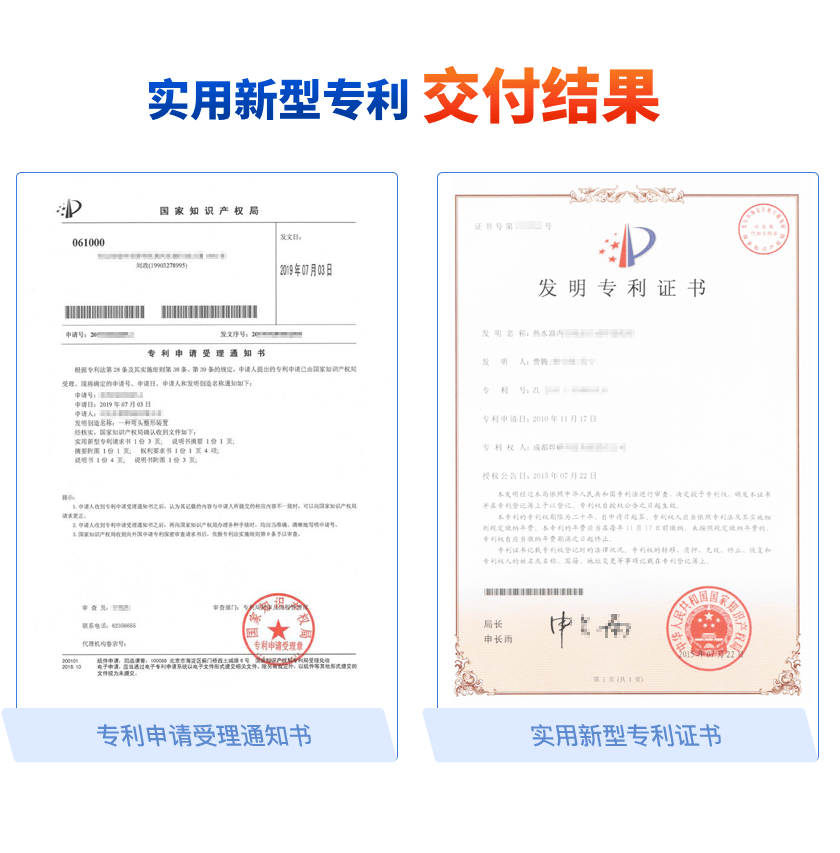 实用新型专利 交付结果
国家知识产权局
061000
发文日:
刘霞(19903278995)
2019年07月03日
申请号: 20
发文序号: 20
专利申请受理通知书
根据专利法第28条及其实施细则第38条、第39条的规定,申请人提出的专利申请已由国家知识产权局
受理。现将确定的申请号、申请日、申请人和发明创造名称通知如下:
申请号:
申请日: 2019年07月03日
申请人:
发明创造名称: 一种弯头整形装置
经核实,国家知识产权局确认收到文件如下:
实用新型专利请求书 1份 3 页; 说明书摘要 1份 1 页;
摘要附图 1份 1 页; 权利要求书 1份 1 页 4 项;
说明书 1份 4 页; 说明书附图 1份 3 页;
提示:
1.申请人收到专利申请受理通知书之后,认为其记载的内容与申请人所提交的相应内容不一致时,可以向国家知识产权局
请求更正。
2.申请人收到专利申请受理通知书之后,再向国家知识产权局办理各种手续时,均应当准确、清晰地写明申请号。
3.国家知识产权局收到向外国申请专利保密审查请求书后,依据专利法实施细则第9条予以审查。
审 查 员:
审查部门: 专利局
联系电话: 62356655
代理机构卷宗号:
国家知识产权局
专利申请受理章
200101
2018.10
纸件申请,回函请寄: 100088 北京市海淀区蓟门桥西土城路 6 号 国家知识产权局专利局受理处收
电子申请,应当通过电子专利申请系统以电子文件形式提交相关文件。除另有规定外,以纸件等其他形式提交的
文件视为未提交。
专利申请受理通知书
证书号第 号
发明专利证书
发 明 名 称: 热水器内
发 明 人: 费腾
专 利 号: ZL
专利申请日: 2010年11月17日
专 利 权 人: 成都烨
授权公告日: 2015年07月22日
本发明经过本局依照中华人民共和国专利法进行审查,决定授予专利权,颁发本证书
并在专利登记簿上予以登记。专利权自授权公告之日起生效。
本专利的专利权期限为二十年,自申请日起算。专利权人应当依照专利法及其实施细
则规定缴纳年费。本专利的年费应当在每年11月17日前缴纳。未按照规定缴纳年费的,
专利权自应当缴纳年费期满之日起终止。
专利证书记载专利权登记时的法律状况。专利权的转移、质押、无效、终止、恢复和
专利权人的姓名或名称、国籍、地址变更等事项记载在专利登记簿上。
局长
申长雨
中华人民共和国国家知识产权局
2015年07月22日
第 1 页 (共 1 页)
实用新型专利证书